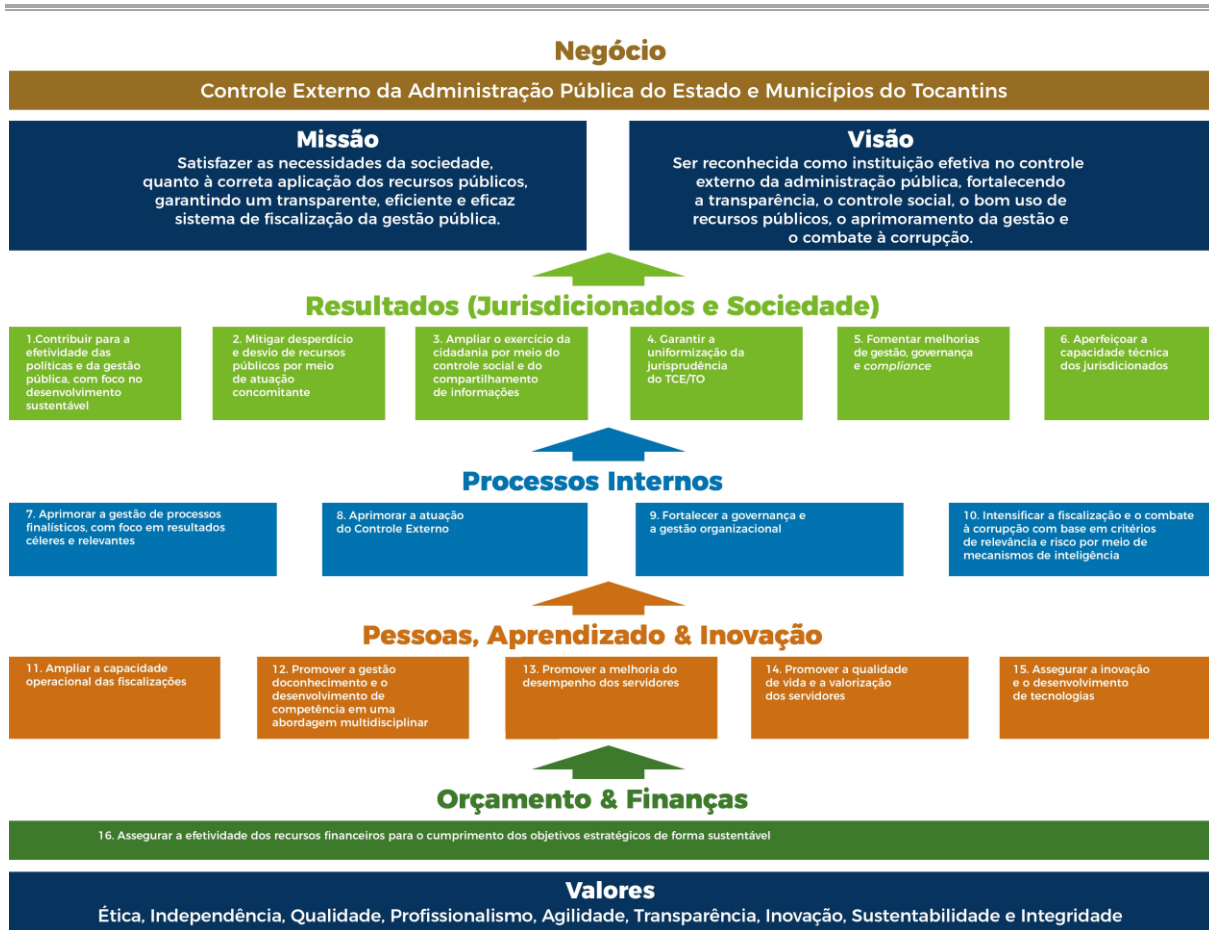 Negócio
Controle Externo da Administração Pública do Estado e Municípios do Tocantins
Missão
Satisfazer as necessidades da sociedade,
quanto à correta aplicação dos recursos públicos,
garantindo um transparente, eficiente e eficaz
sistema de fiscalização da gestão pública.
Visão
Ser reconhecida como instituição efetiva no controle
externo da administração pública, fortalecendo
a transparência, o controle social, o bom uso de
recursos públicos, o aprimoramento da gestão e
o combate à corrupção.
Resultados (Jurisdicionados e Sociedade)
1.Contribuir para a
efetividade das
políticas e da gestão
pública, com foco no
desenvolvimento
sustentável
2. Mitigar desperdício
e desvio de recursos
públicos por meio
de atuação
concomitante
3. Ampliar o exercício da
cidadania por meio do
controle social e do
compartilhamento
de informações
4. Garantir a
uniformização da
jurisprudência
do TCE/TO
5. Fomentar melhorias
de gestão, governança
e compliance
6. Aperfeiçoar a
capacidade técnica
dos jurisdicionados
Processos Internos
7. Aprimorar a gestão de processos
finalísticos, com foco em resultados
céleres e relevantes
8. Aprimorar a atuação
do Controle Externo
9. Fortalecer a governança e
a gestão organizacional
10. Intensificar a fiscalização e o combate
à corrupção com base em critérios
de relevância e risco por meio de
mecanismos de inteligência
Pessoas, Aprendizado & Inovação
11. Ampliar a capacidade
operacional das fiscalizações
12. Promover a gestão
doconhecimento e o
desenvolvimento de
competência em uma
abordagem multidisciplinar
13. Promover a melhoria do
desempenho dos servidores
14. Promover a qualidade
de vida e a valorização
dos servidores
15. Assegurar a inovação
e o desenvolvimento
de tecnologias
Orçamento & Finanças
16. Assegurar a efetividade dos recursos financeiros para o cumprimento dos objetivos estratégicos de forma sustentável
Valores
Ética, Independência, Qualidade, Profissionalismo, Agilidade, Transparência, Inovação, Sustentabilidade e Integridade